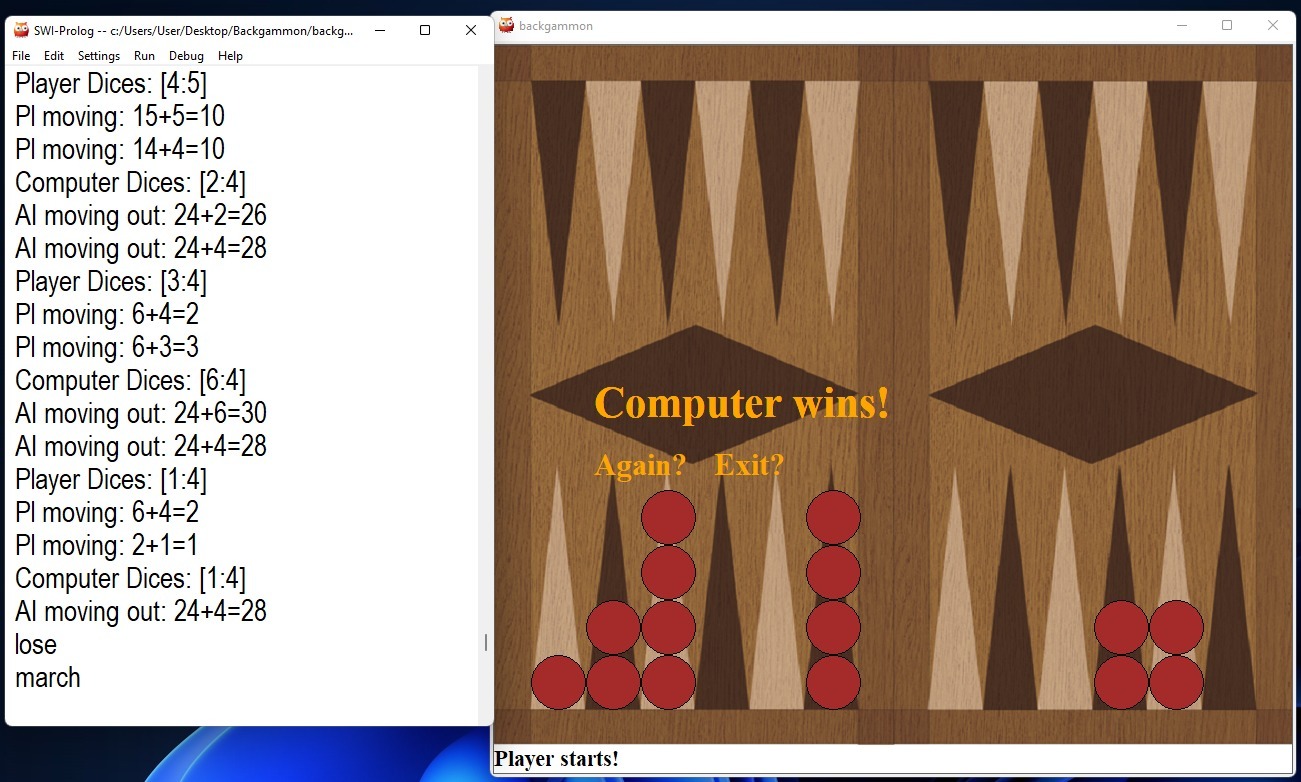 SWI-Prolog -- c:/Users/User/Desktop/Backgammon/backg...
File Edit Settings Run Debug Help
Player Dices: [4:5]
Pl moving: 15+5=10
Pl moving: 14+4=10
Computer Dices: [2:4]
AI moving out: 24+2=26
AI moving out: 24+4=28
Player Dices: [3:4]
Pl moving: 6+4=2
Pl moving: 6+3=3
Computer Dices: [6:4]
AI moving out: 24+6=30
AI moving out: 24+4=28
Player Dices: [1:4]
Pl moving: 6+4=2
Pl moving: 2+1=1
Computer Dices: [1:4]
AI moving out: 24+4=28
lose
march
backgammon
Computer wins!
Again? Exit?
Player starts!